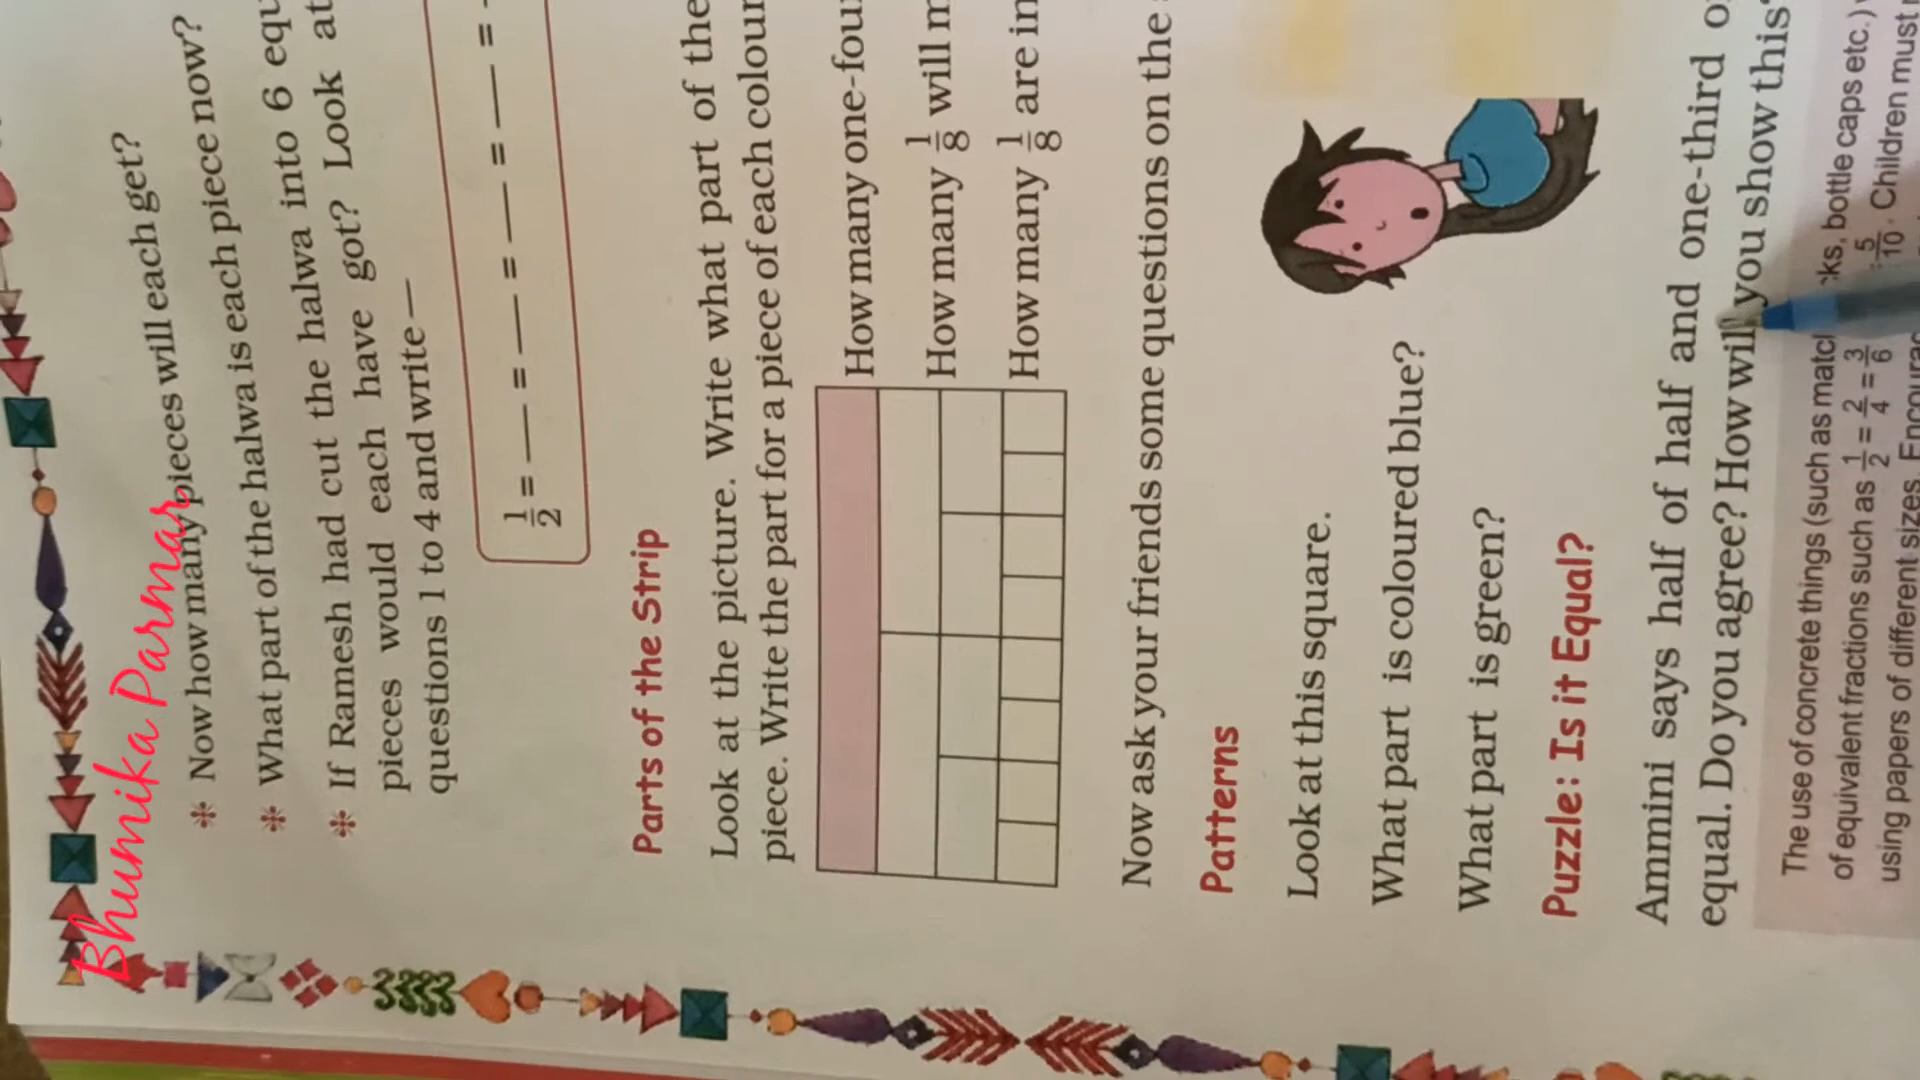 Bhumika Parmar
pieces will each get?
Now how many pieces will each get?
What part of the halwa is each piece now?
If Ramesh had cut the halwa into 6
pieces would each have got? Look at
questions 1 to 4 and write—
1/2 = — = — = — = — =
Parts of the Strip
Look at the picture. Write what part of the
piece. Write the part for a piece of each colour
How many
How many 1/8 will
How many 1/8 are in
Now ask your friends some questions on the
Patterns
Look at this square.
What part is coloured blue?
What part is green?
Puzzle: Is it Equal?
Ammini says half of half and one-third
equal. Do you agree? How will you show this
The use of concrete things (such as , bottle caps etc.)
of equivalent fractions such as 1/2 = 2/4 = 3/6 5/10. Children must
using papers of different sizes.